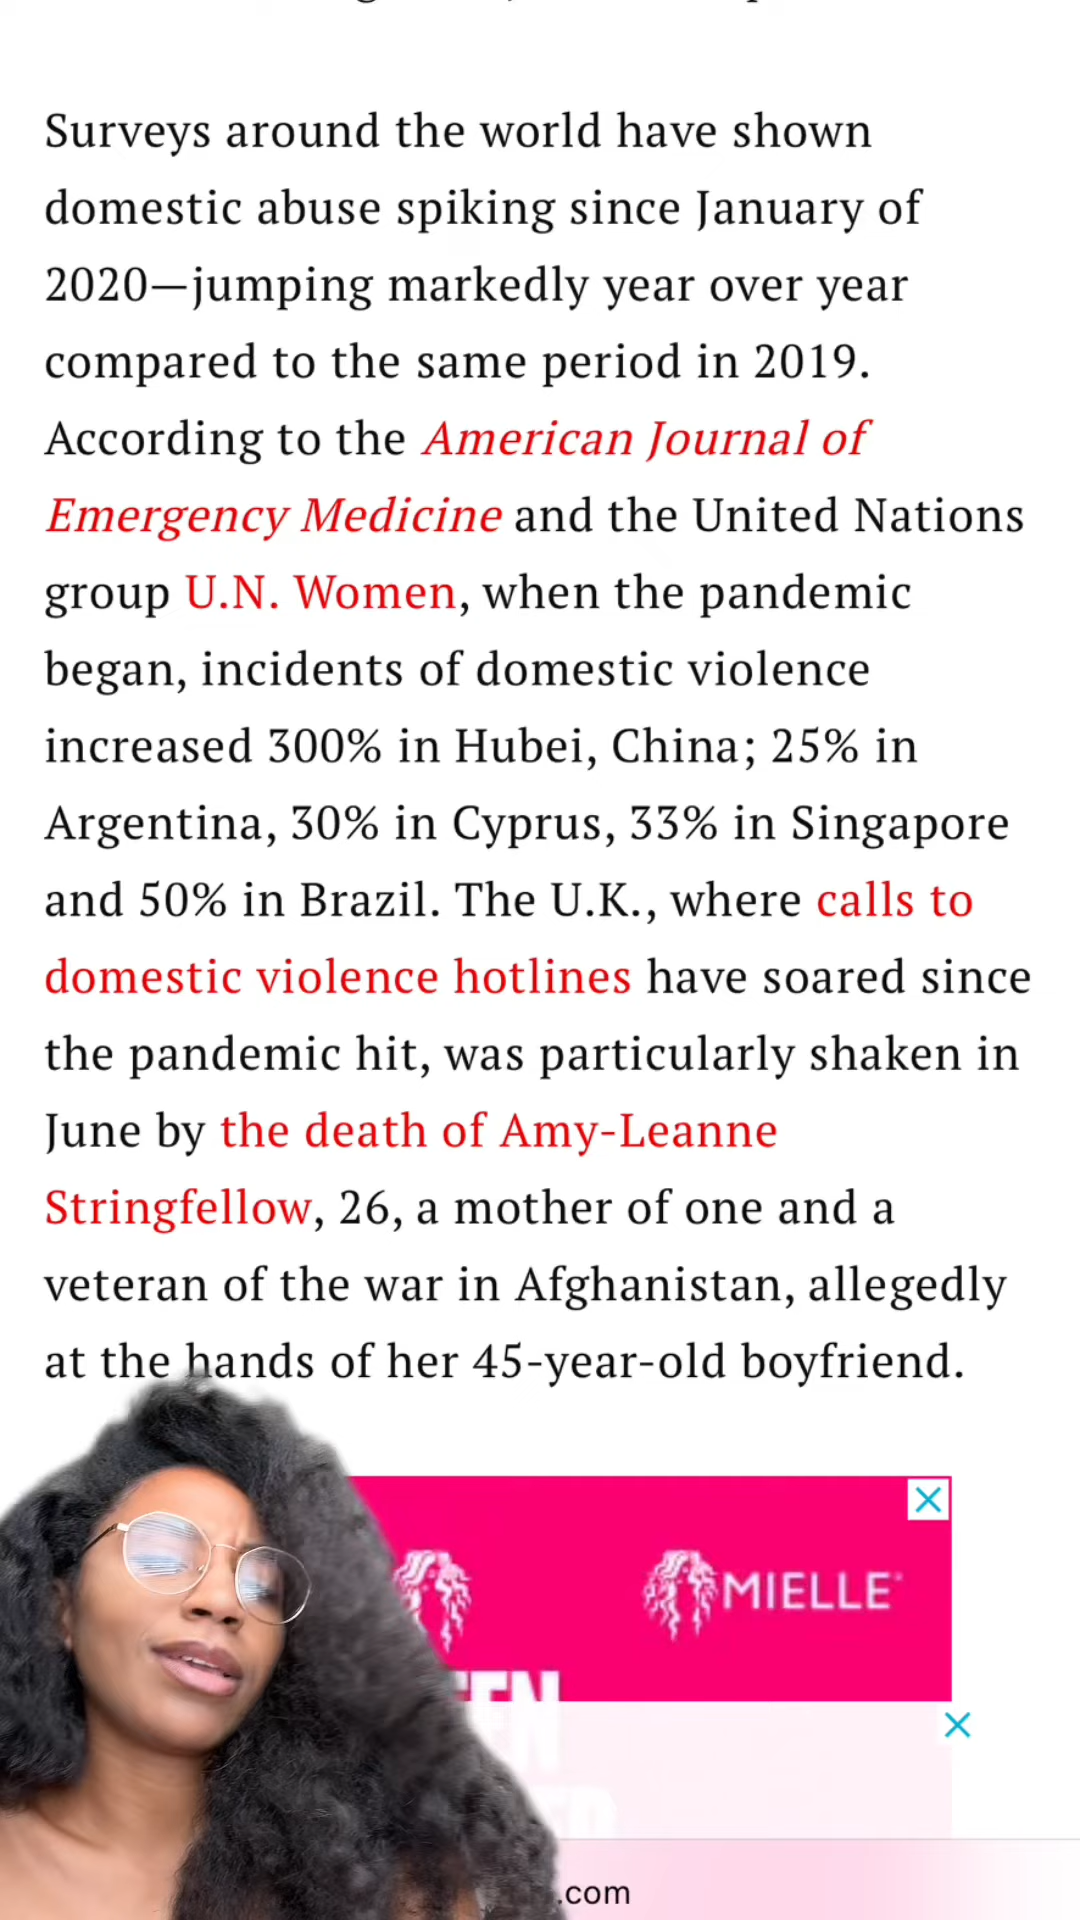 Surveys around the world have shown
domestic abuse spiking since January of
2020—jumping markedly year over year
compared to the same period in 2019.
According to the American Journal of
Emergency Medicine and the United Nations
group U.N. Women, when the pandemic
began, incidents of domestic violence
increased 300% in Hubei, China; 25% in
Argentina, 30% in Cyprus, 33% in Singapore
and 50% in Brazil. The U.K., where calls to
domestic violence hotlines have soared since
the pandemic hit, was particularly shaken in
June by the death of Amy-Leanne
Stringfellow, 26, a mother of one and a
veteran of the war in Afghanistan, allegedly
at the hands of her 45-year-old boyfriend.
MIELLE
.com